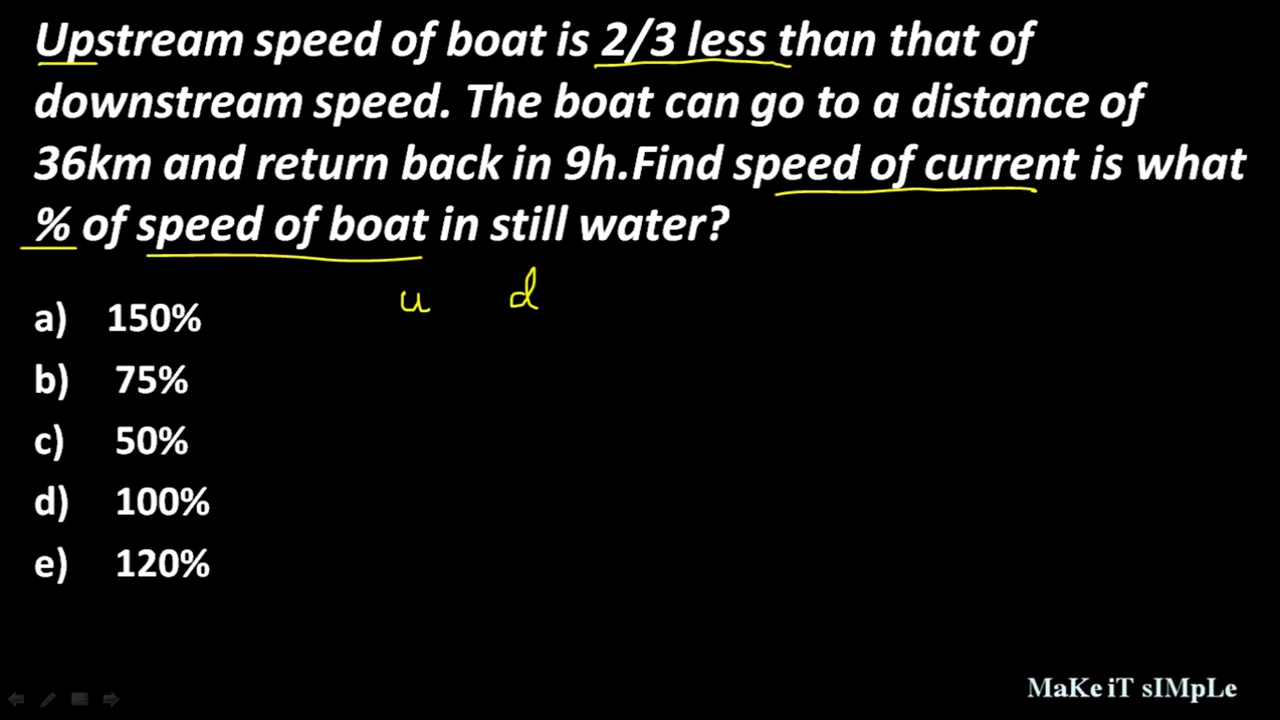 Upstream speed of boat is 2/3 less than that of
downstream speed. The boat can go to a distance of
36km and return back in 9h.Find speed of current is what
% of speed of boat in still water?
u d
a) 150%
b) 75%
c) 50%
d) 100%
e) 120%
MaKe iT sIMpLe